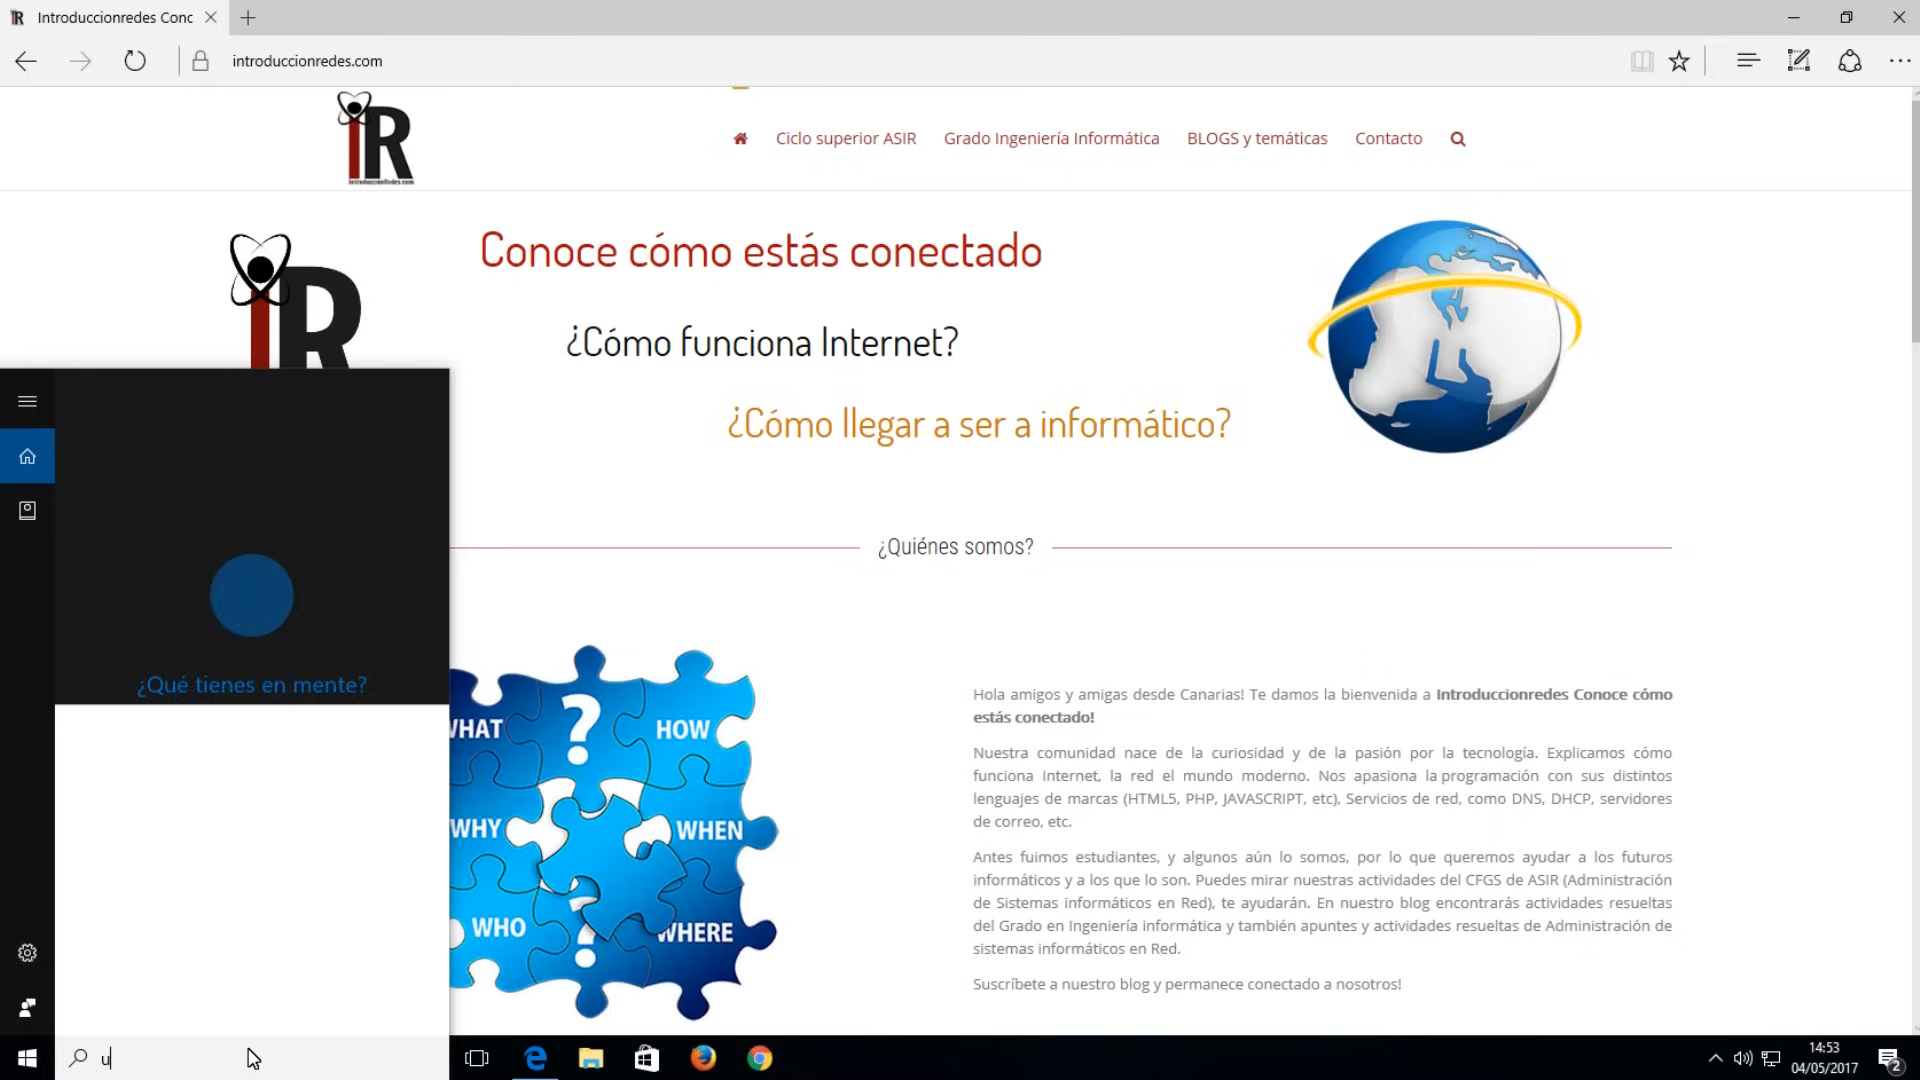 Introduccionredes Conc
introduccionredes.com
IR
IntroducciónRedes.com
Ciclo superior ASIR
Grado Ingeniería Informática
BLOGS y temáticas
Contacto
IR
Conoce cómo estás conectado
¿Cómo funciona Internet?
¿Cómo llegar a ser a informático?
¿Quiénes somos?
¿Qué tienes en mente?
WHAT
?
HOW
WHY
WHEN
WHO
?
WHERE
Hola amigos y amigas desde Canarias! Te damos la bienvenida a Introduccionredes Conoce cómo
estás conectado!
Nuestra comunidad nace de la curiosidad y de la pasión por la tecnología. Explicamos cómo
funciona Internet, la red el mundo moderno. Nos apasiona la programación con sus distintos
lenguajes de marcas (HTML5, PHP, JAVASCRIPT, etc), Servicios de red, como DNS, DHCP, servidores
de correo, etc.
Antes fuimos estudiantes, y algunos aún lo somos, por lo que queremos ayudar a los futuros
informáticos y a los que lo son. Puedes mirar nuestras actividades del CFGS de ASIR (Administración
de Sistemas informáticos en Red), te ayudarán. En nuestro blog encontrarás actividades resueltas
del Grado en Ingeniería informática y también apuntes y actividades resueltas de Administración de
sistemas informáticos en Red.
Suscríbete a nuestro blog y permanece conectado a nosotros!
u
14:53
04/05/2017
2